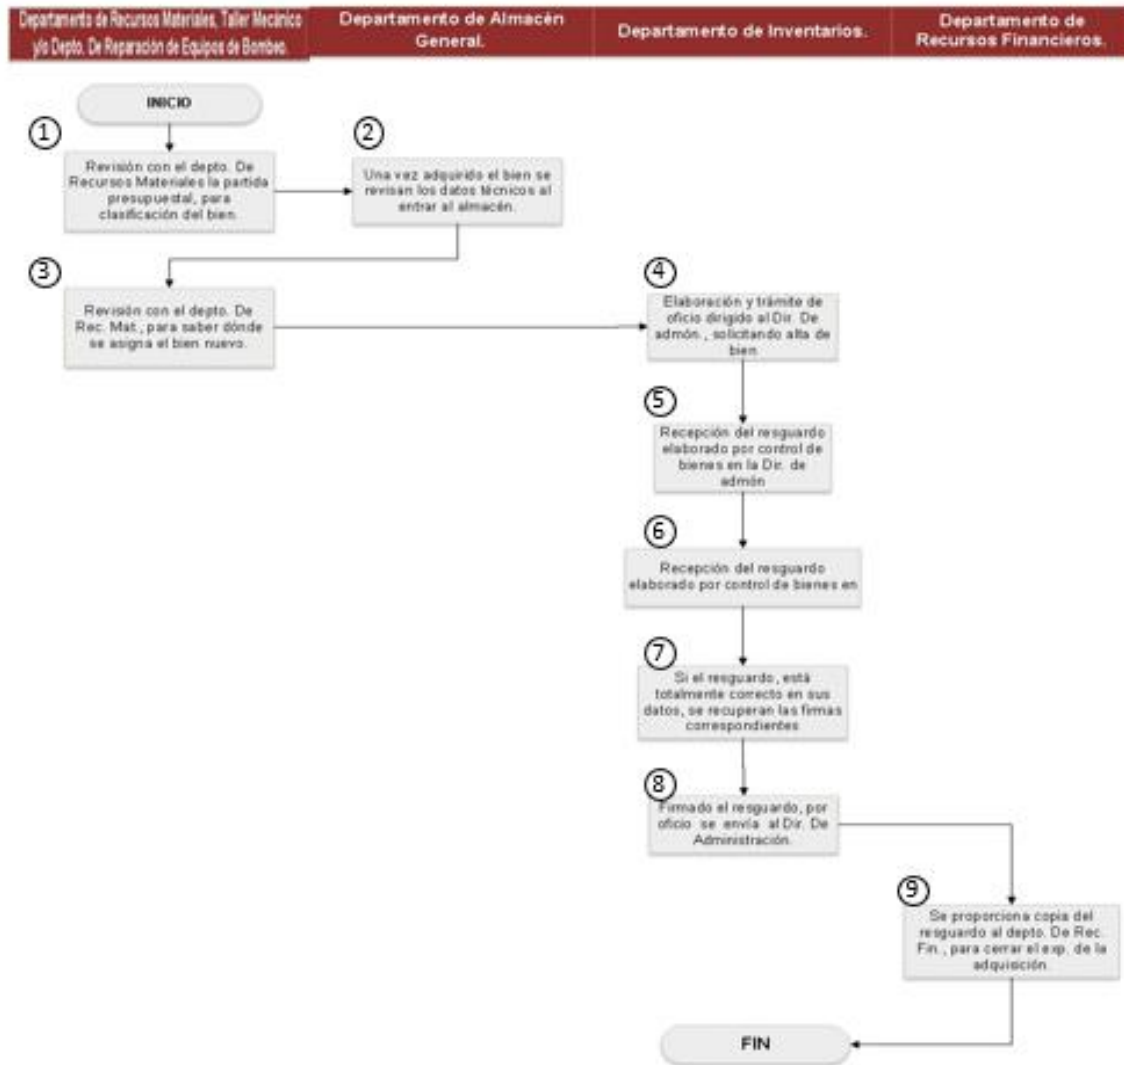 Departamento de Recursos Materiales, Taller Mecánico
y/o Depto. De Reparación de Equipos de Bombeo.
Departamento de Almacén
General.
Departamento de Inventarios.
Departamento de
Recursos Financieros.
INICIO
1
Revisión con el depto. De
Recursos Materiales la partida
presupuestal, para
clasificación del bien.
2
Una vez adquirido el bien se
revisan los datos técnicos al
entrar al almacén.
3
Revisión con el depto. De
Rec. Mat., para saber dónde
se asigna el bien nuevo.
4
Elaboración y trámite de
oficio dirigido al Dir. De
admón., solicitando alta de
bien
5
Recepción del resguardo
elaborado por control de
bienes en la Dir. de
admón
6
Recepción del resguardo
elaborado por control de bienes en
7
Si el resguardo, está
totalmente correcto en sus
datos, se recuperan las firmas
correspondientes
8
Firmado el resguardo, por
oficio se envía al Dir. De
Administración.
9
Se proporciona copia del
resguardo al depto. De Rec.
Fin., para cerrar el exp. de la
adquisición.
FIN